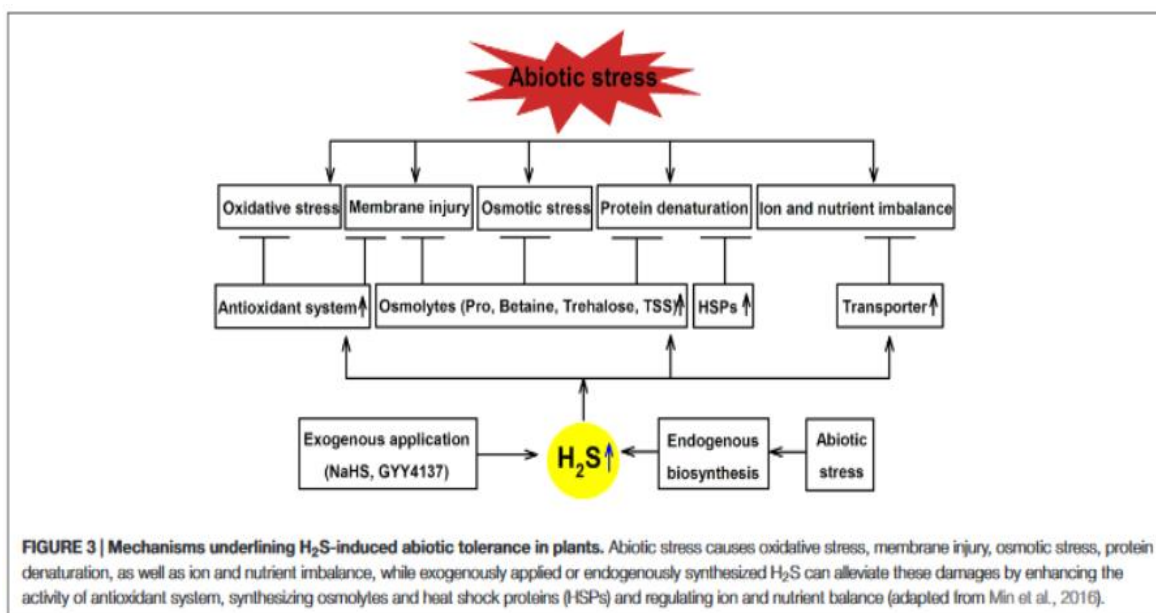 Abiotic stress
Oxidative stress Membrane injury Osmotic stress Protein denaturation Ion and nutrient imbalance
Antioxidant system Osmolytes (Pro, Betaine, Trehalose, TSS) HSPs Transporter
Exogenous application
(NaHS, GYY4137)
H₂S
Endogenous
biosynthesis
Abiotic
stress
FIGURE 3 | Mechanisms underlining H₂S-induced abiotic tolerance in plants. Abiotic stress causes oxidative stress, membrane injury, osmotic stress, protein
denaturation, as well as ion and nutrient imbalance, while exogenously applied or endogenously synthesized H₂S can alleviate these damages by enhancing the
activity of antioxidant system, synthesizing osmolytes and heat shock proteins (HSPs) and regulating ion and nutrient balance (adapted from Min et al., 2016).